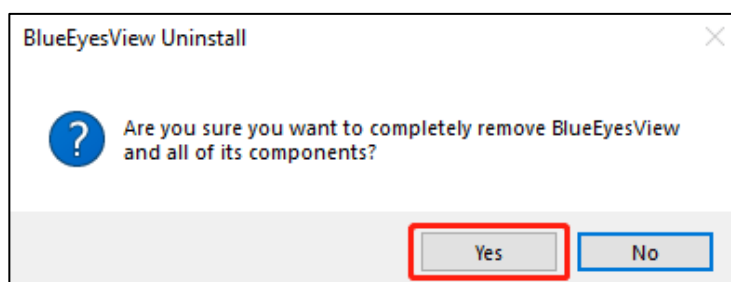 BlueEyesView Uninstall
?
Are you sure you want to completely remove BlueEyesView
and all of its components?
Yes
No